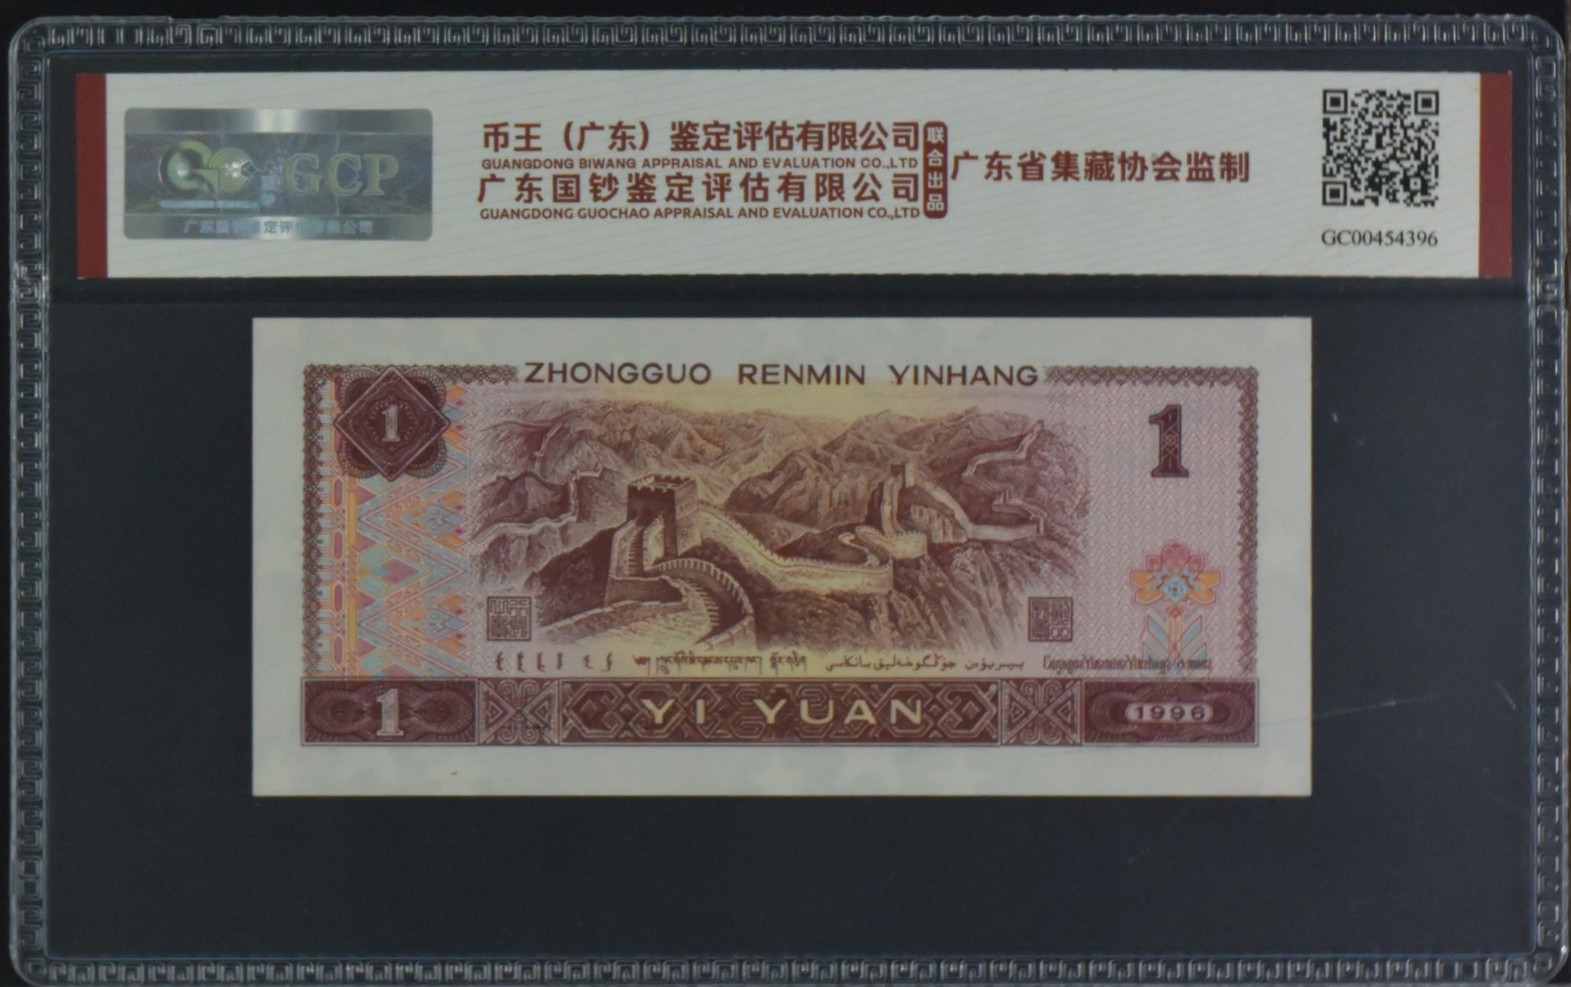 币王（广东）鉴定评估有限公司
GUANGDONG BIWANG APPRAISAL AND EVALUATION CO.,LTD
广东国钞鉴定评估有限公司
GUANGDONG GUOCHAO APPRAISAL AND EVALUATION CO.,LTD
联合出品
广东省集藏协会监制
GCP
GC00454396
ZHONGGUO RENMIN YINHANG
1
1
1 YI YUAN 1996